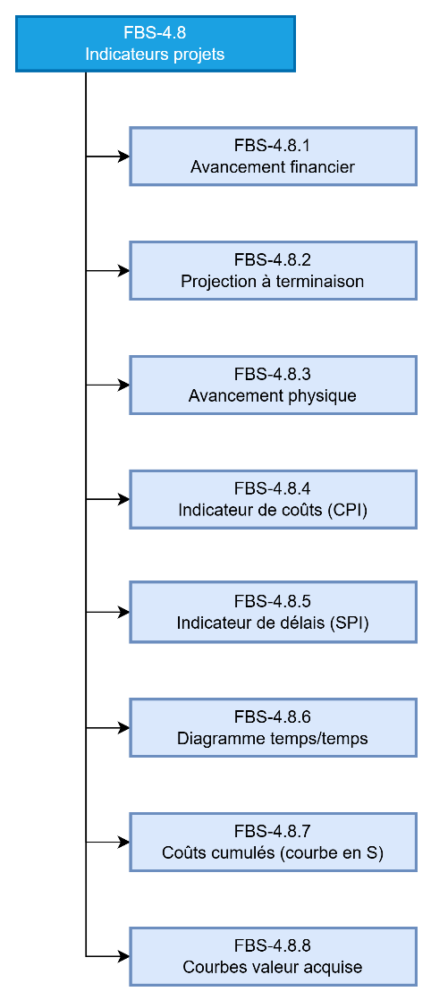 FBS-4.8
Indicateurs projets
FBS-4.8.1
Avancement financier
FBS-4.8.2
Projection à terminaison
FBS-4.8.3
Avancement physique
FBS-4.8.4
Indicateur de coûts (CPI)
FBS-4.8.5
Indicateur de délais (SPI)
FBS-4.8.6
Diagramme temps/temps
FBS-4.8.7
Coûts cumulés (courbe en S)
FBS-4.8.8
Courbes valeur acquise